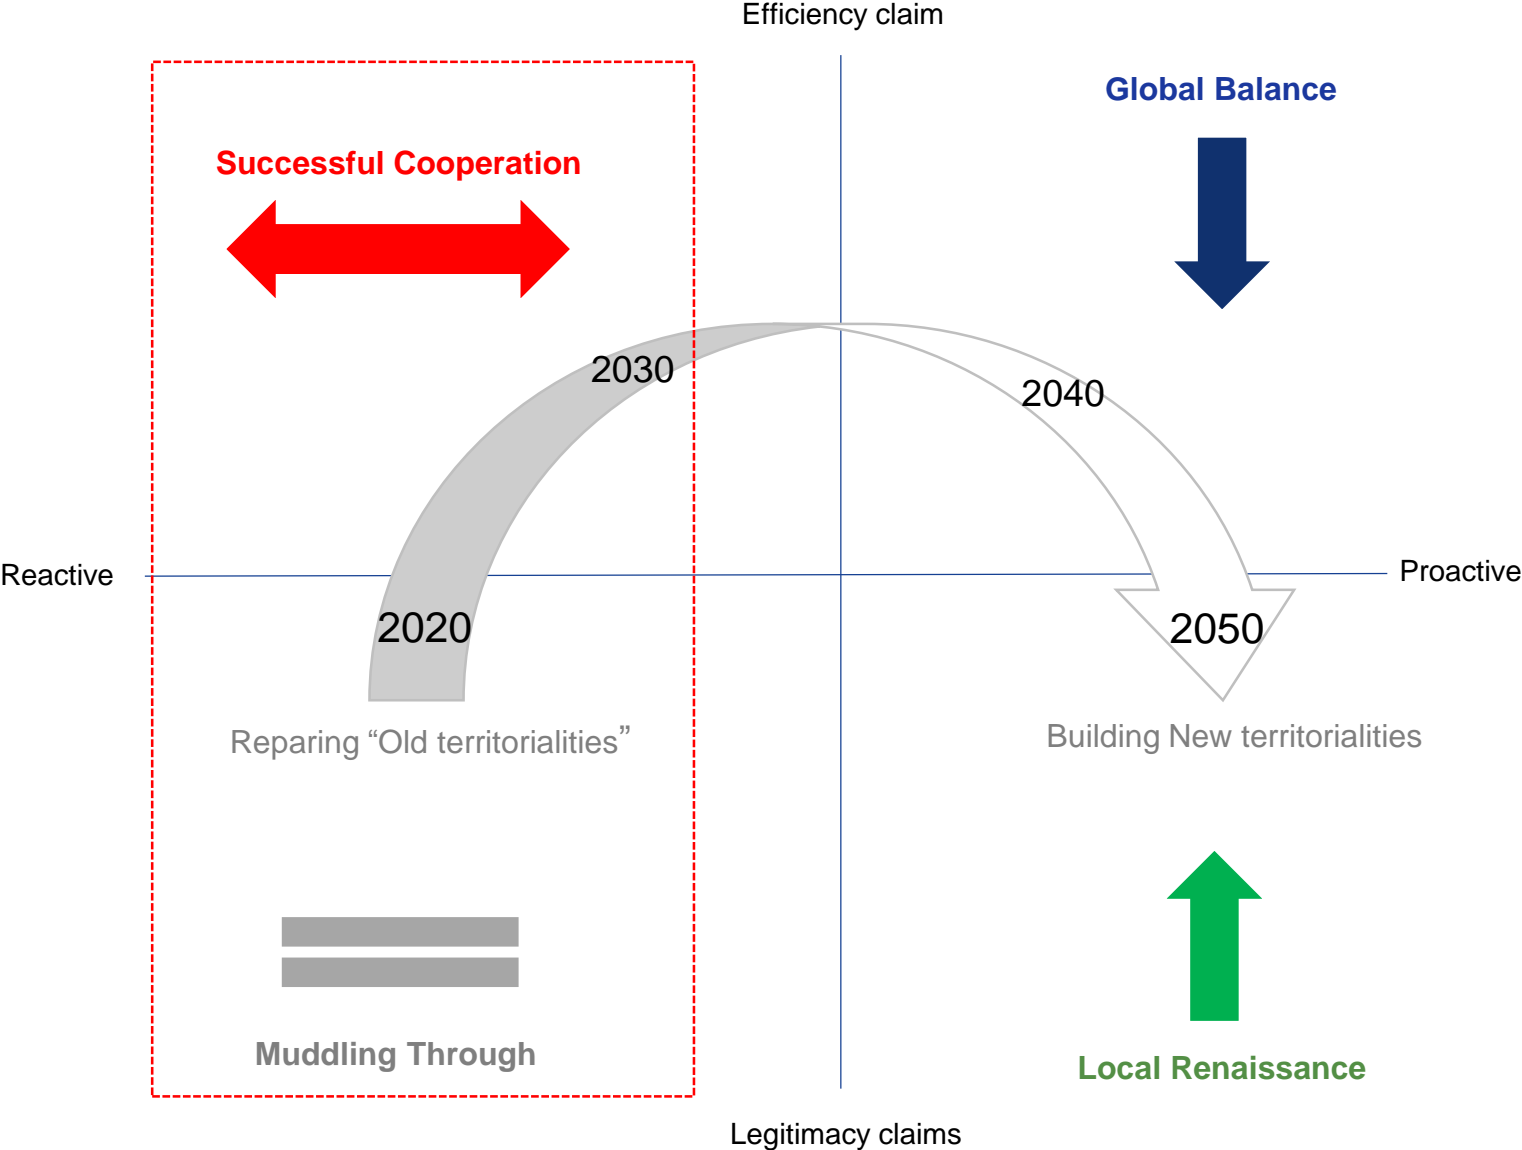 Efficiency claim
Global Balance
Successful Cooperation
2030
2040
Reactive
Proactive
2020
2050
Reparing “Old territorialities”
Building New territorialities
Muddling Through
Local Renaissance
Legitimacy claims